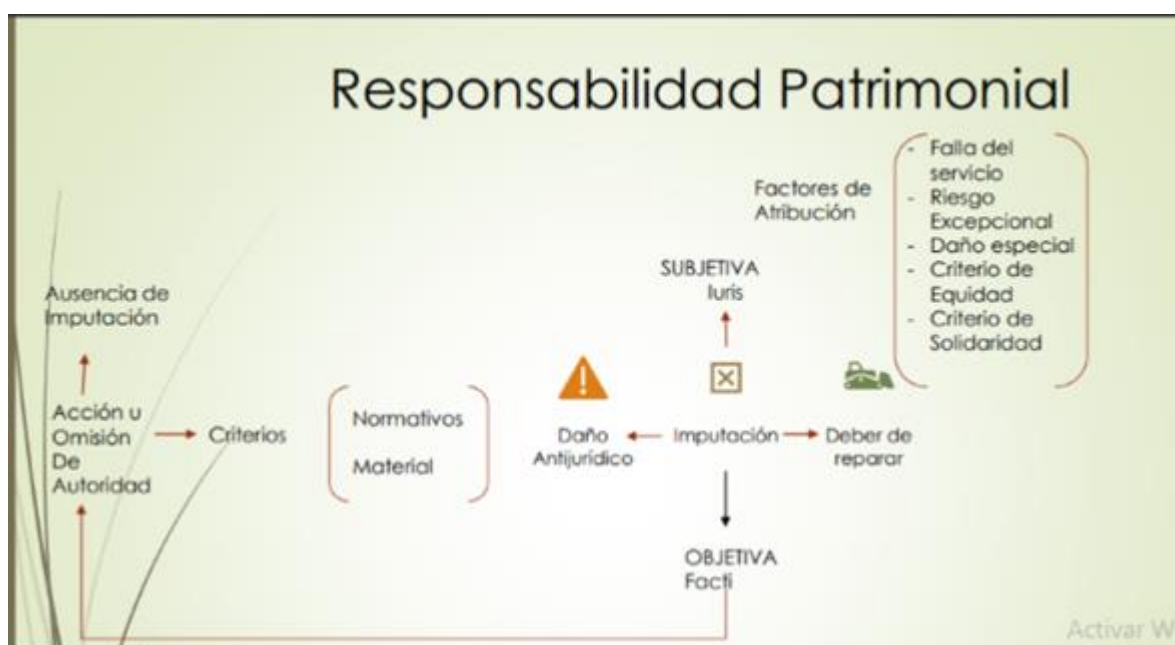 Responsabilidad Patrimonial
Factores de
Atribución
- Falla del
servicio
- Riesgo
Excepcional
- Daño especial
- Criterio de
Equidad
- Criterio de
Solidaridad
SUBJETIVA
Iuris
Ausencia de
Imputación
Acción u
Omisión
De
Autoridad
Criterios
Normativos
Material
Daño
Antijurídico
Imputación
Deber de
reparar
OBJETIVA
Facti
Activar W